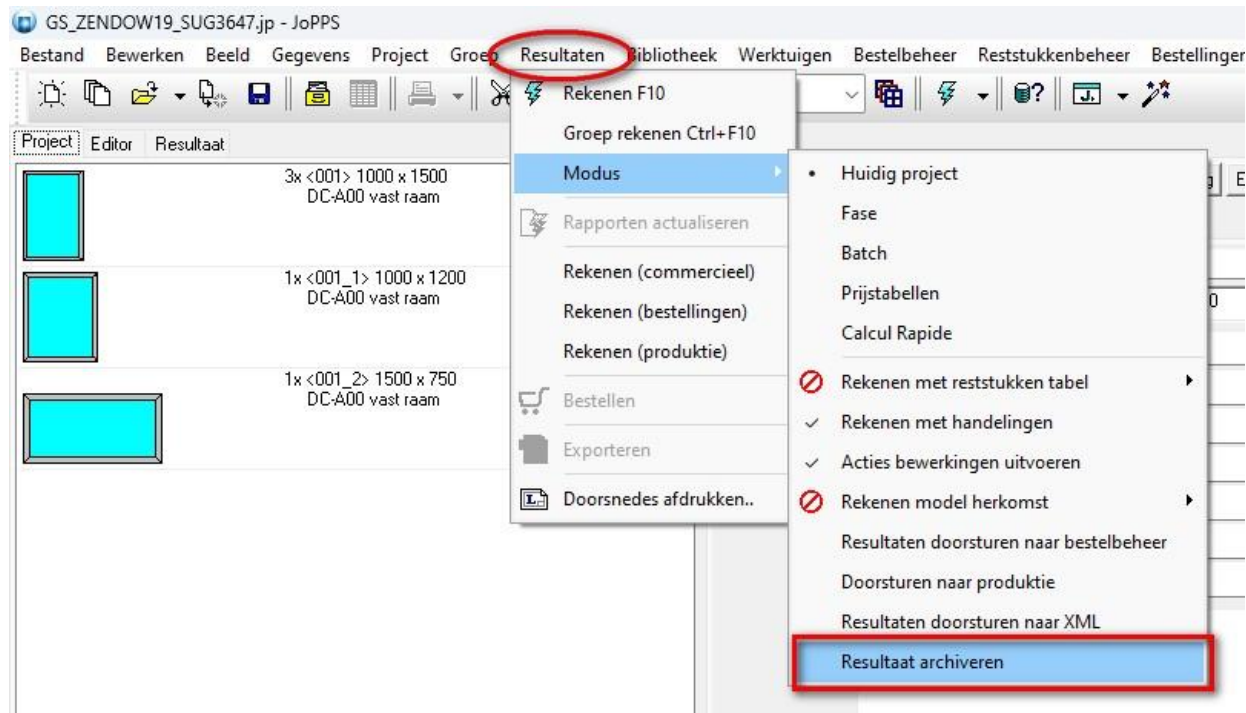 GS_ZENDOW19_SUG3647.jp - JoPPS
Bestand Bewerken Beeld Gegevens Project Groep Resultaten Bibliotheek Werktuigen Bestelbeheer Reststukkenbeheer Bestellingen
Project Editor Resultaat
3x <001> 1000 x 1500
DC-A00 vast raam
1x <001_1> 1000 x 1200
DC-A00 vast raam
1x <001_2> 1500 x 750
DC-A00 vast raam
Rekenen F10
Groep rekenen Ctrl+F10
Modus
Rapporten actualiseren
Rekenen (commercieel)
Rekenen (bestellingen)
Rekenen (produktie)
Bestellen
Exporteren
Doorsnedes afdrukken..
Huidig project
Fase
Batch
Prijstabellen
Calcul Rapide
Rekenen met reststukken tabel
Rekenen met handelingen
Acties bewerkingen uitvoeren
Rekenen model herkomst
Resultaten doorsturen naar bestelbeheer
Doorsturen naar produktie
Resultaten doorsturen naar XML
Resultaat archiveren